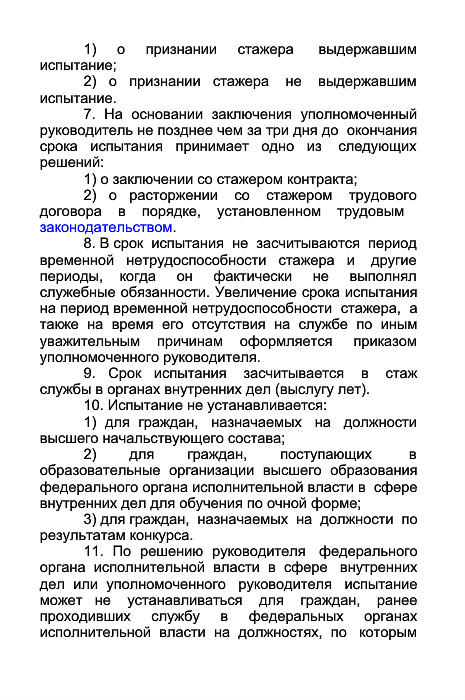 1) о признании стажера выдержавшим
испытание;
2) о признании стажера не выдержавшим
испытание.
7. На основании заключения уполномоченный
руководитель не позднее чем за три дня до окончания
срока испытания принимает одно из следующих
решений:
1) о заключении со стажером контракта;
2) о расторжении со стажером трудового
договора в порядке, установленном трудовым
законодательством.
8. В срок испытания не засчитываются период
временной нетрудоспособности стажера и другие
периоды, когда он фактически не выполнял
служебные обязанности. Увеличение срока испытания
на период временной нетрудоспособности стажера, а
также на время его отсутствия на службе по иным
уважительным причинам оформляется приказом
уполномоченного руководителя.
9. Срок испытания засчитывается в стаж
службы в органах внутренних дел (выслугу лет).
10. Испытание не устанавливается:
1) для граждан, назначаемых на должности
высшего начальствующего состава;
2) для граждан, поступающих в
образовательные организации высшего образования
федерального органа исполнительной власти в сфере
внутренних дел для обучения по очной форме;
3) для граждан, назначаемых на должности по
результатам конкурса.
11. По решению руководителя федерального
органа исполнительной власти в сфере внутренних
дел или уполномоченного руководителя испытание
может не устанавливаться для граждан, ранее
проходивших службу в федеральных органах
исполнительной власти на должностях, по которым